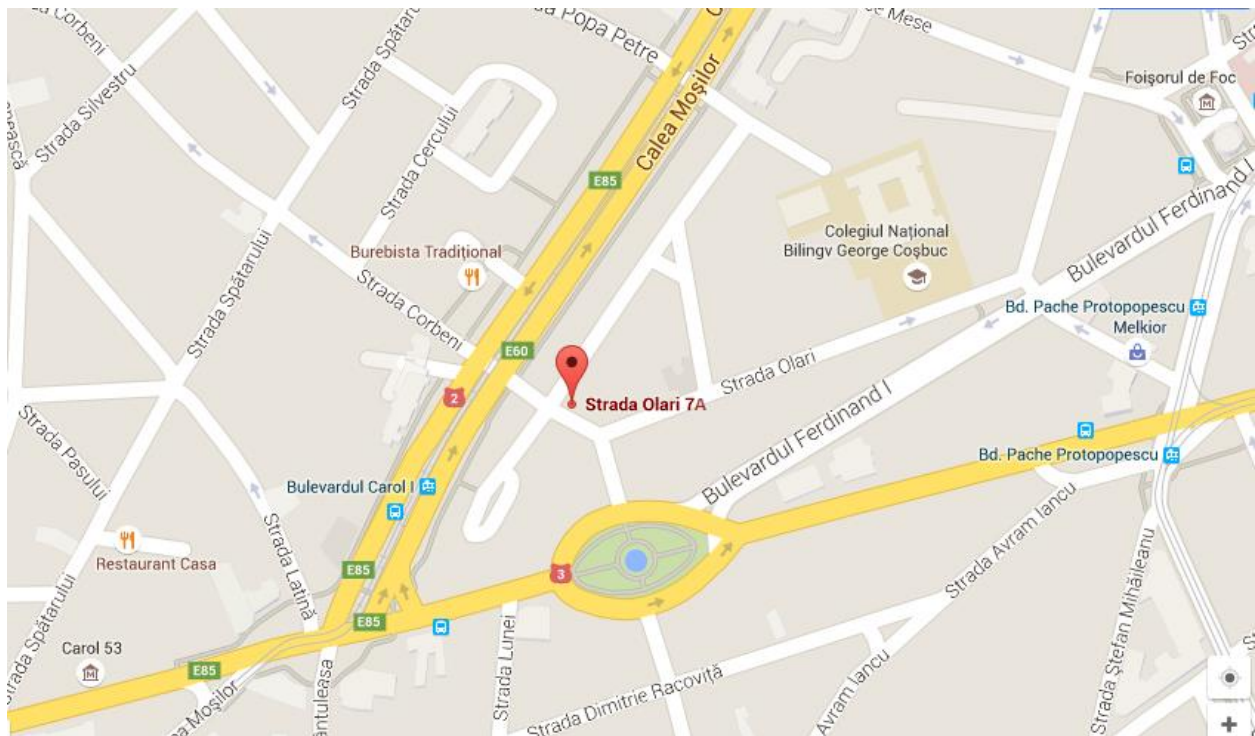 Corbeni
Popa Petre
Mese
Strada Silvestru
Strada Spătarului
Calea Moșilor
Foișorul de Foc
Strada Cercului
E85
Colegiul Național
Bilingv George Coșbuc
Bulevardul Ferdinand I
Burebista Tradițional
Strada Spătarului
Strada Corbeni
Bd. Pache Protopopescu
Melkior
E60
Strada Olari
2
Strada Olari 7A
Strada Pasului
Bulevardul Ferdinand I
Bd. Pache Protopopescu
Bulevardul Carol I
Restaurant Casa
Strada Latină
E85
3
Strada Avram Iancu
Strada Ștefan Mihăileanu
E85
Carol 53
Strada Spătarului
E85
Strada Lunei
Moșilor
ântuleasa
Strada Dimitrie Racoviță
Avram Iancu
+